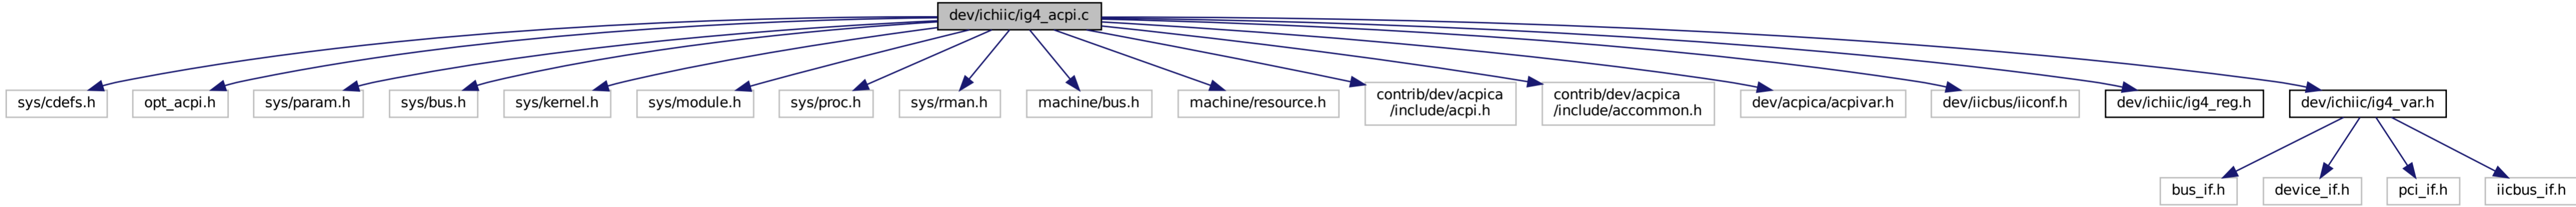 dev/ichiic/ig4_acpi.c
sys/cdefs.h
opt_acpi.h
sys/param.h
sys/bus.h
sys/kernel.h
sys/module.h
sys/proc.h
sys/rman.h
machine/bus.h
machine/resource.h
contrib/dev/acpica
/include/acpi.h
contrib/dev/acpica
/include/accommon.h
dev/acpica/acpivar.h
dev/iicbus/iiconf.h
dev/ichiic/ig4_reg.h
dev/ichiic/ig4_var.h
bus_if.h
device_if.h
pci_if.h
iicbus_if.h